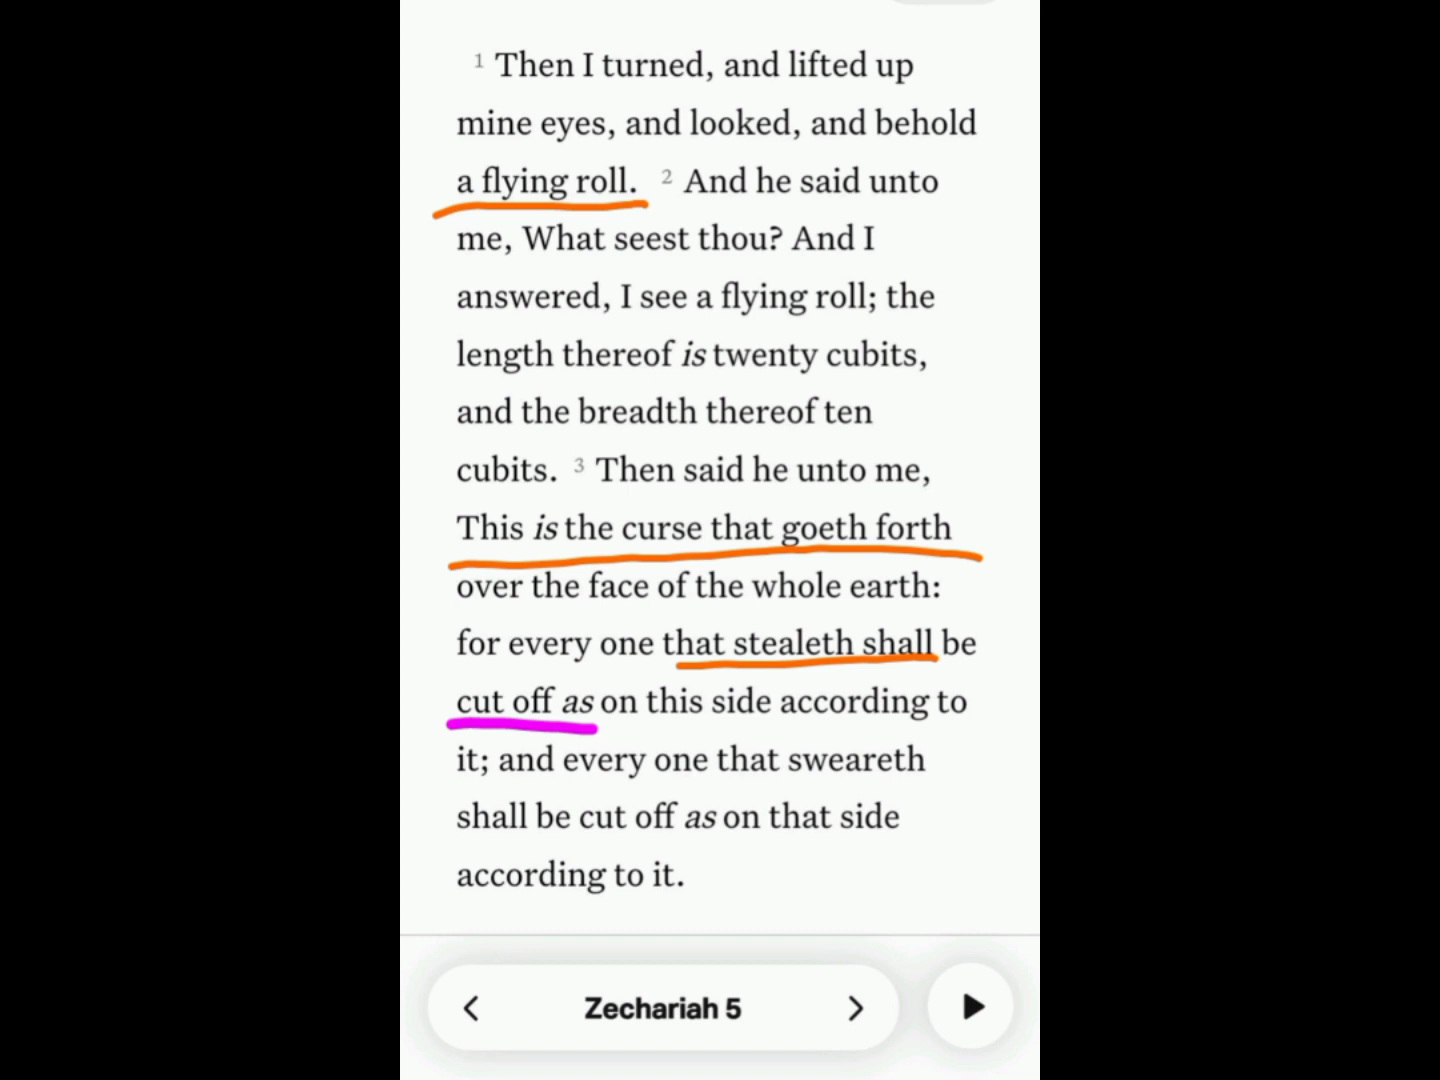 1 Then I turned, and lifted up
mine eyes, and looked, and behold
a flying roll. 2 And he said unto
me, What seest thou? And I
answered, I see a flying roll; the
length thereof is twenty cubits,
and the breadth thereof ten
cubits. 3 Then said he unto me,
This is the curse that goeth forth
over the face of the whole earth:
for every one that stealeth shall be
cut off as on this side according to
it; and every one that sweareth
shall be cut off as on that side
according to it.
Zechariah 5